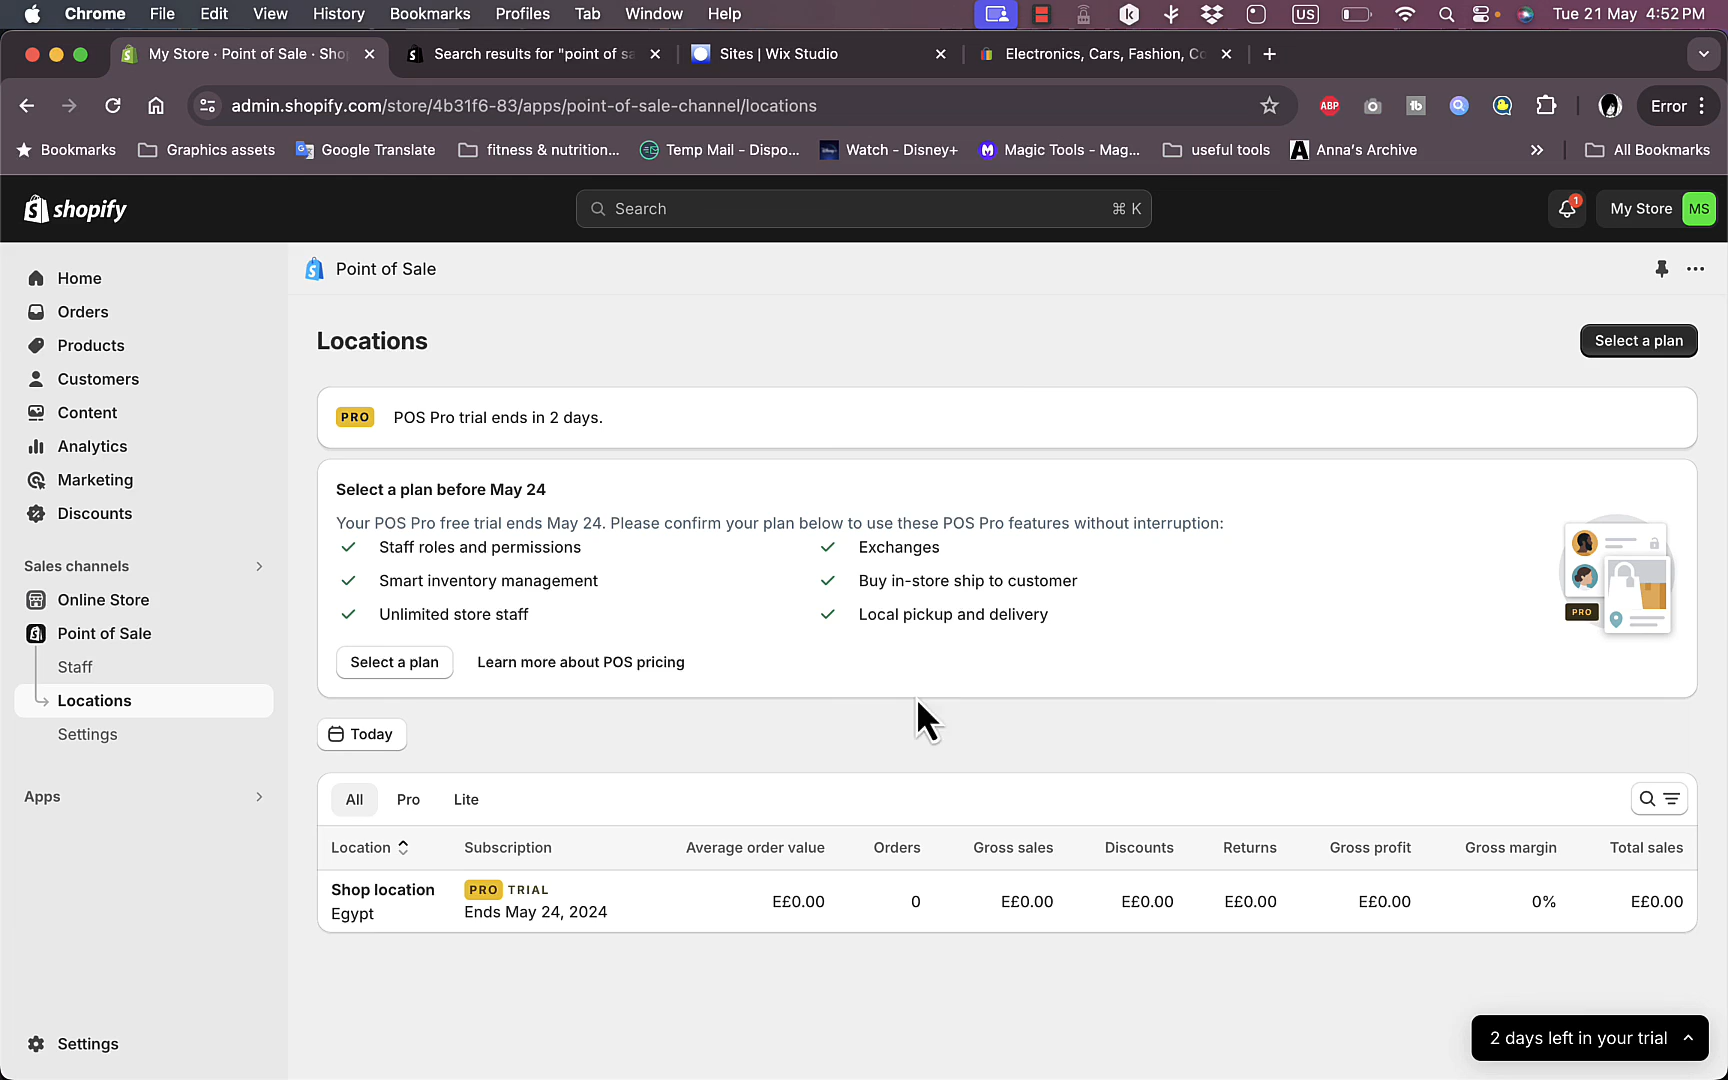 Chrome File Edit View History Bookmarks Profiles Tab Window Help US Tue 21 May 4:52 PM
My Store · Point of Sale · Sho Search results for "point of sa Sites | Wix Studio Electronics, Cars, Fashion, Co
admin.shopify.com/store/4b31f6-83/apps/point-of-sale-channel/locations ABP tb Error
Bookmarks Graphics assets Google Translate fitness & nutrition... Temp Mail - Dispo... Watch - Disney+ Magic Tools - Mag... useful tools Anna's Archive All Bookmarks
shopify Search ⌘ K 1 My Store MS
Home
Orders
Products
Customers
Content
Analytics
Marketing
Discounts
Sales channels
Online Store
Point of Sale
Staff
Locations
Settings
Apps
Settings
Point of Sale
Locations Select a plan
PRO POS Pro trial ends in 2 days.
Select a plan before May 24
Your POS Pro free trial ends May 24. Please confirm your plan below to use these POS Pro features without interruption:
Staff roles and permissions Exchanges
Smart inventory management Buy in-store ship to customer
Unlimited store staff Local pickup and delivery
PRO
Select a plan Learn more about POS pricing
Today
All Pro Lite
Location Subscription Average order value Orders Gross sales Discounts Returns Gross profit Gross margin Total sales
Shop location PRO TRIAL E£0.00 0 E£0.00 E£0.00 E£0.00 E£0.00 0% E£0.00
Egypt Ends May 24, 2024
2 days left in your trial